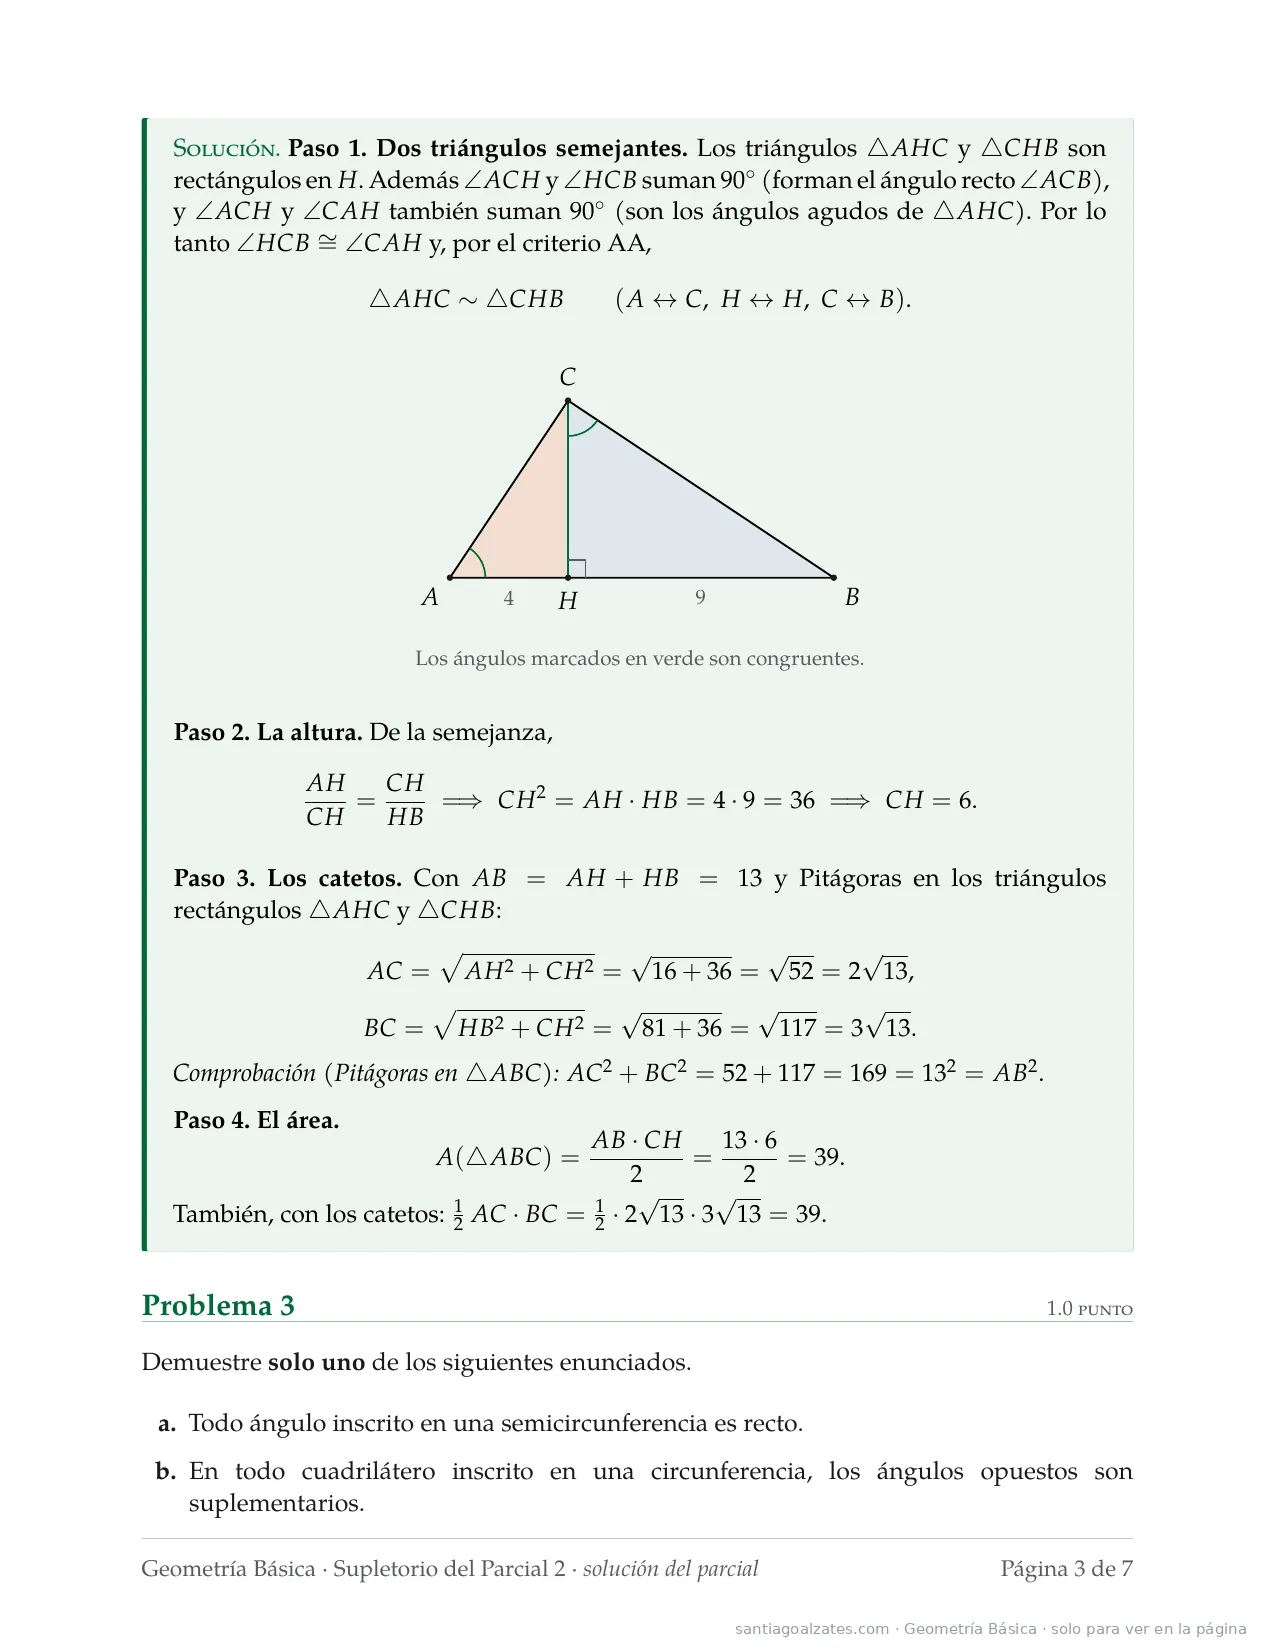 SOLUCIÓN. Paso 1. Dos triángulos semejantes. Los triángulos △AHC y △CHB son
rectángulos en H. Además ∠ACH y ∠HCB suman 90° (forman el ángulo recto ∠ACB),
y ∠ACH y ∠CAH también suman 90° (son los ángulos agudos de △AHC). Por lo
tanto ∠HCB ≅ ∠CAH y, por el criterio AA,
△AHC ∼ △CHB (A ↔ C, H ↔ H, C ↔ B).
C
A 4 H 9 B
Los ángulos marcados en verde son congruentes.
Paso 2. La altura. De la semejanza,
AH/CH = CH/HB ⟹ CH² = AH · HB = 4 · 9 = 36 ⟹ CH = 6.
Paso 3. Los catetos. Con AB = AH + HB = 13 y Pitágoras en los triángulos
rectángulos △AHC y △CHB:
AC = √(AH² + CH²) = √(16 + 36) = √52 = 2√13,
BC = √(HB² + CH²) = √(81 + 36) = √117 = 3√13.
Comprobación (Pitágoras en △ABC): AC² + BC² = 52 + 117 = 169 = 13² = AB².
Paso 4. El área.
A(△ABC) = AB · CH/2 = 13 · 6/2 = 39.
También, con los catetos: ½ AC · BC = ½ · 2√13 · 3√13 = 39.
Problema 3 1.0 PUNTO
Demuestre solo uno de los siguientes enunciados.
a. Todo ángulo inscrito en una semicircunferencia es recto.
b. En todo cuadrilátero inscrito en una circunferencia, los ángulos opuestos son
suplementarios.
Geometría Básica · Supletorio del Parcial 2 · solución del parcial Página 3 de 7
santiagoalzates.com · Geometría Básica · solo para ver en la página